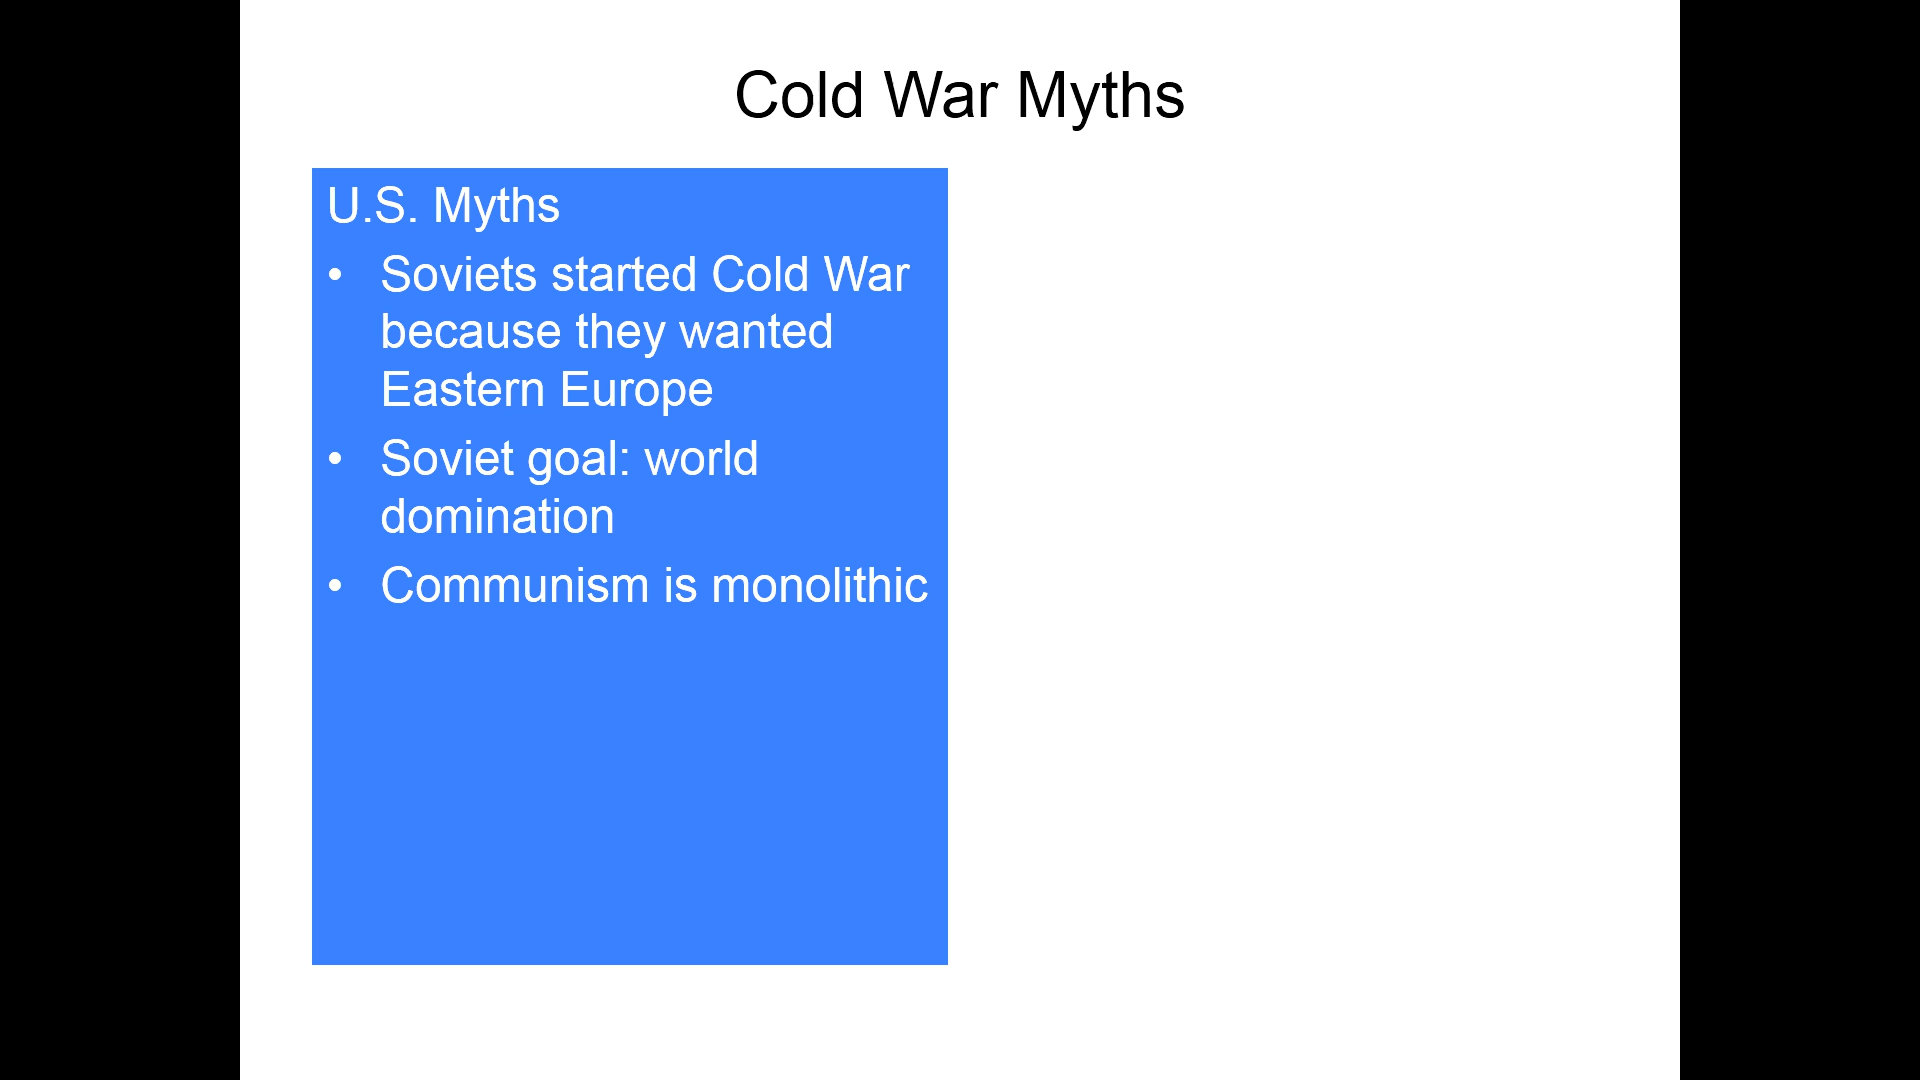 Cold War Myths
U.S. Myths
• Soviets started Cold War
because they wanted
Eastern Europe
• Soviet goal: world
domination
• Communism is monolithic